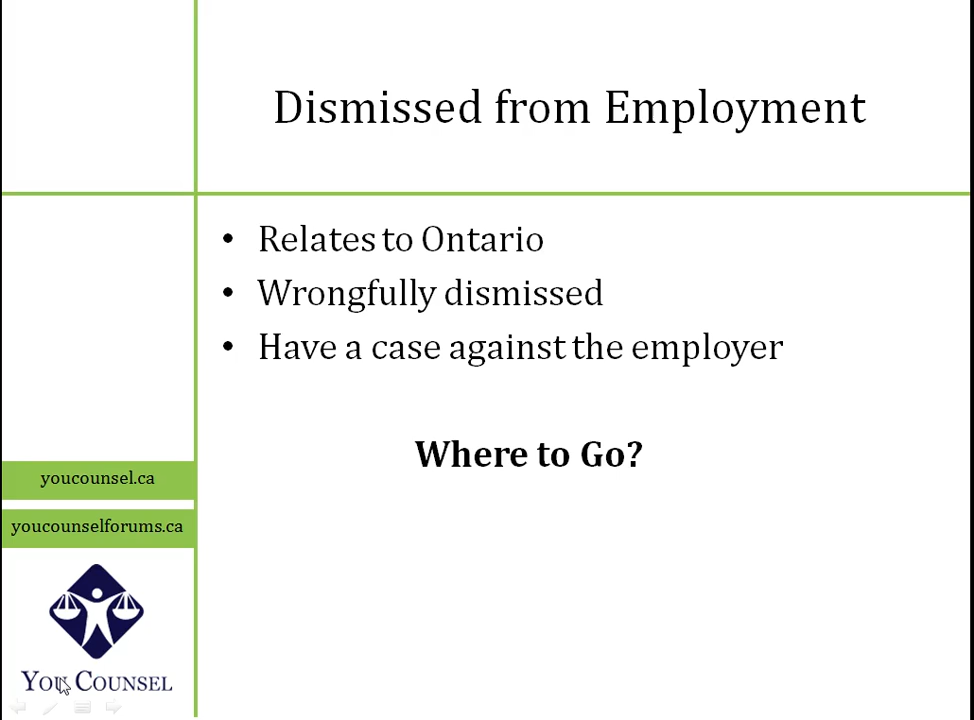 Dismissed from Employment
• Relates to Ontario
• Wrongfully dismissed
• Have a case against the employer
Where to Go?
youcounsel.ca
youcounselforums.ca
YOU COUNSEL